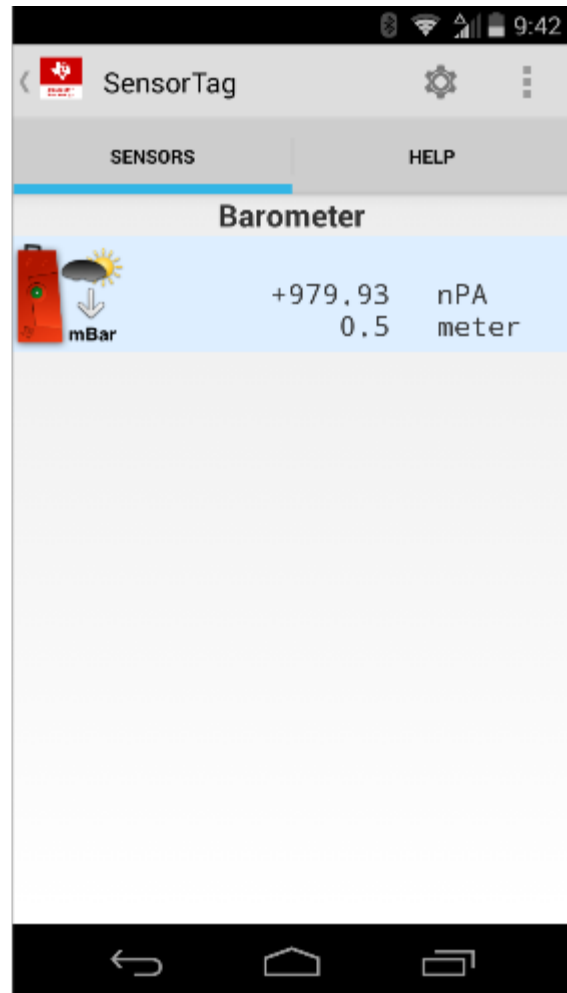 9:42
SensorTag
SENSORS HELP
Barometer
+979.93 nPA
0.5 meter
mBar